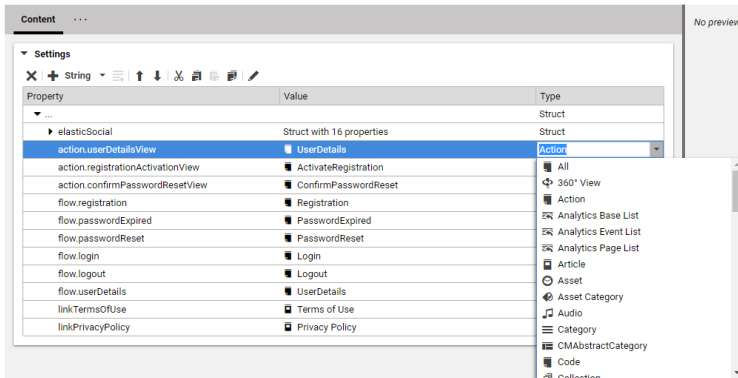 Content ...
No preview
Settings
String
Property Value Type
... Struct
elasticSocial Struct with 16 properties Struct
action.userDetailsView UserDetails Action
action.registrationActivationView ActivateRegistration
action.confirmPasswordResetView ConfirmPasswordReset
flow.registration Registration
flow.passwordExpired PasswordExpired
flow.passwordReset PasswordReset
flow.login Login
flow.logout Logout
flow.userDetails UserDetails
linkTermsOfUse Terms of Use
linkPrivacyPolicy Privacy Policy
All
360° View
Action
Analytics Base List
Analytics Event List
Analytics Page List
Article
Asset
Asset Category
Audio
Category
CMAbstractCategory
Code
Collection